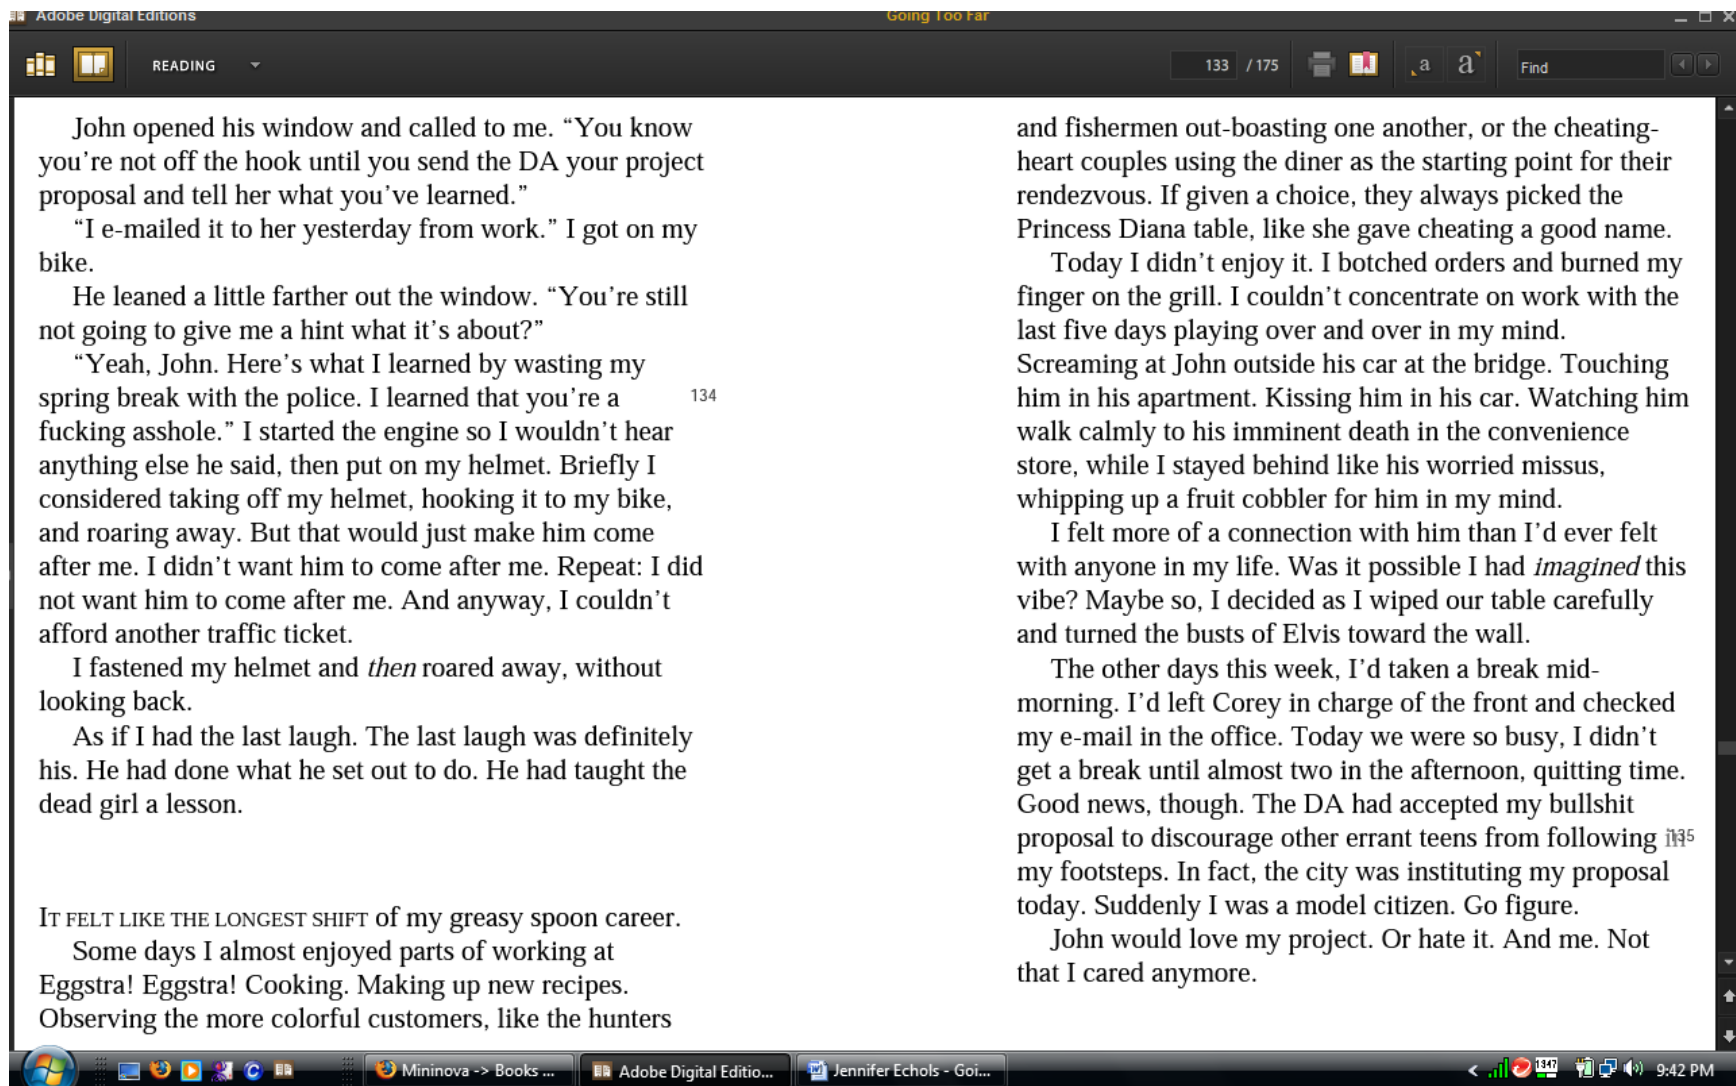 Adobe Digital Editions
Going Too Far
READING
133 / 175
a
a
Find
John opened his window and called to me. “You know
you’re not off the hook until you send the DA your project
proposal and tell her what you’ve learned.”
“I e-mailed it to her yesterday from work.” I got on my
bike.
He leaned a little farther out the window. “You’re still
not going to give me a hint what it’s about?”
“Yeah, John. Here’s what I learned by wasting my
spring break with the police. I learned that you’re a
134
fucking asshole.” I started the engine so I wouldn’t hear
anything else he said, then put on my helmet. Briefly I
considered taking off my helmet, hooking it to my bike,
and roaring away. But that would just make him come
after me. I didn’t want him to come after me. Repeat: I did
not want him to come after me. And anyway, I couldn’t
afford another traffic ticket.
I fastened my helmet and then roared away, without
looking back.
As if I had the last laugh. The last laugh was definitely
his. He had done what he set out to do. He had taught the
dead girl a lesson.
IT FELT LIKE THE LONGEST SHIFT of my greasy spoon career.
Some days I almost enjoyed parts of working at
Eggstra! Eggstra! Cooking. Making up new recipes.
Observing the more colorful customers, like the hunters
and fishermen out-boasting one another, or the cheating-
heart couples using the diner as the starting point for their
rendezvous. If given a choice, they always picked the
Princess Diana table, like she gave cheating a good name.
Today I didn’t enjoy it. I botched orders and burned my
finger on the grill. I couldn’t concentrate on work with the
last five days playing over and over in my mind.
Screaming at John outside his car at the bridge. Touching
him in his apartment. Kissing him in his car. Watching him
walk calmly to his imminent death in the convenience
store, while I stayed behind like his worried missus,
whipping up a fruit cobbler for him in my mind.
I felt more of a connection with him than I’d ever felt
with anyone in my life. Was it possible I had imagined this
vibe? Maybe so, I decided as I wiped our table carefully
and turned the busts of Elvis toward the wall.
The other days this week, I’d taken a break mid-
morning. I’d left Corey in charge of the front and checked
my e-mail in the office. Today we were so busy, I didn’t
get a break until almost two in the afternoon, quitting time.
Good news, though. The DA had accepted my bullshit
proposal to discourage other errant teens from following in
135
my footsteps. In fact, the city was instituting my proposal
today. Suddenly I was a model citizen. Go figure.
John would love my project. Or hate it. And me. Not
that I cared anymore.
Mininova -> Books ...
Adobe Digital Editio...
Jennifer Echols - Goi...
9:42 PM